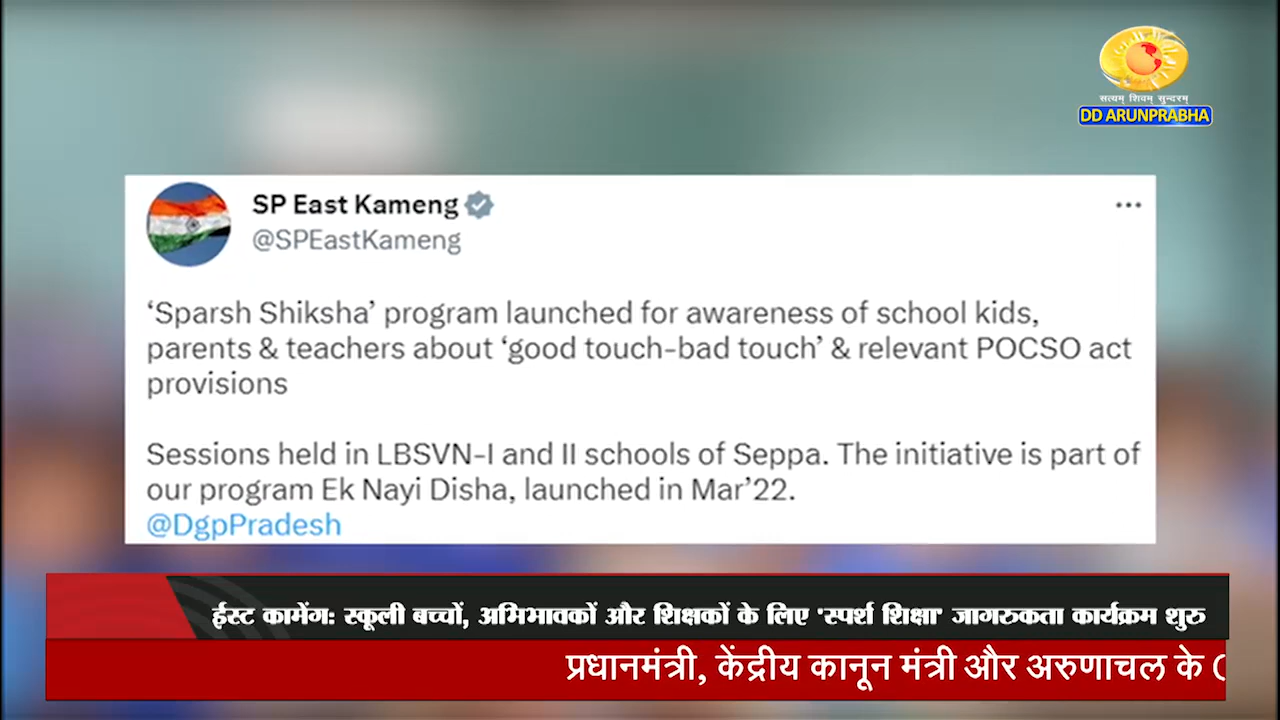 सत्यम् शिवम् सुन्दरम्
DD ARUNPRABHA
SP East Kameng
@SPEastKameng
‘Sparsh Shiksha’ program launched for awareness of school kids,
parents & teachers about ‘good touch-bad touch’ & relevant POCSO act
provisions
Sessions held in LBSVN-I and II schools of Seppa. The initiative is part of
our program Ek Nayi Disha, launched in Mar’22.
@DgpPradesh
ईस्ट कामेंग: स्कूली बच्चों, अभिभावकों और शिक्षकों के लिए 'स्पर्श शिक्षा' जागरुकता कार्यक्रम शुरु
प्रधानमंत्री, केंद्रीय कानून मंत्री और अरुणाचल के